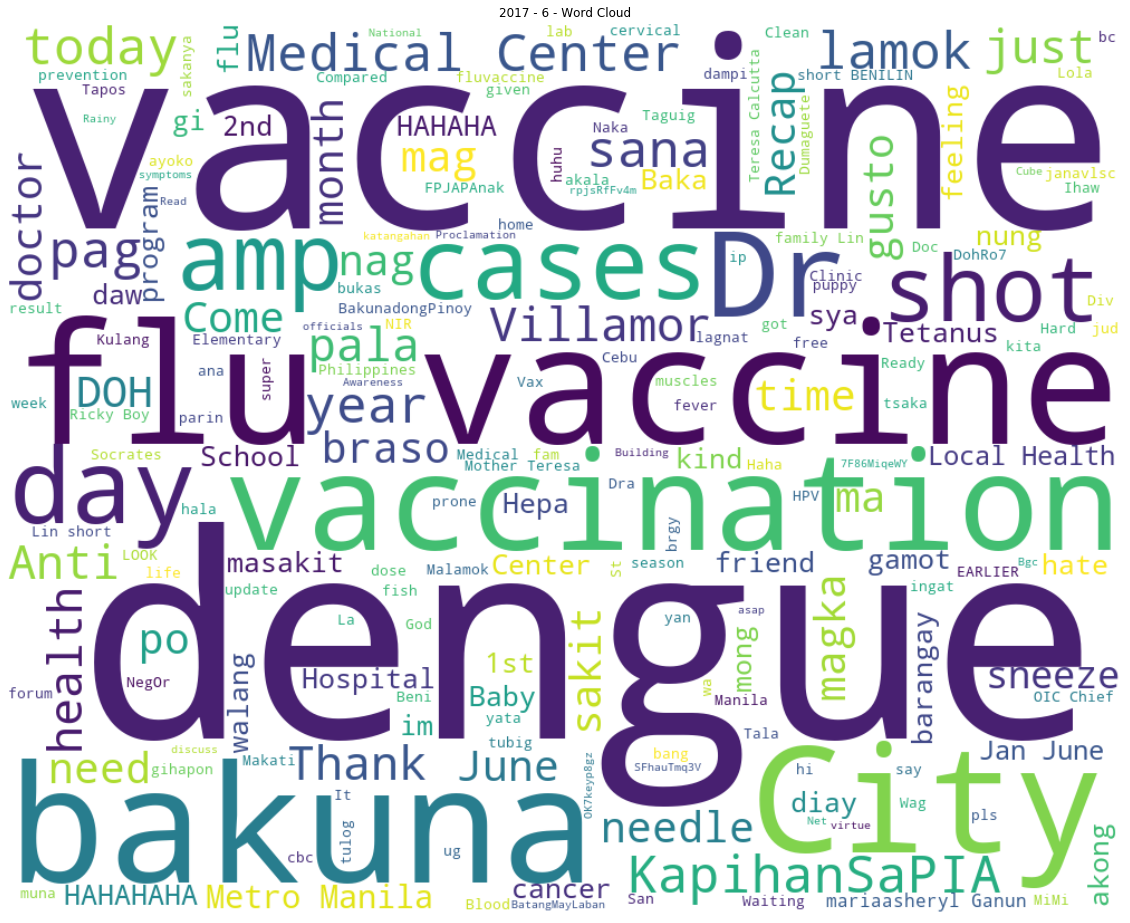 2017 - 6 - Word Cloud
today
sakanya
flu
Medical Center
National
lab
cervical
Clean
lamok
just
bc
prevention
Tapos
Compared
fluvaccine
given
dampi
short BENILIN
Lola
vaccine
Rainy
gi
2nd
month
HAHAHA
mag
huhu
Naka
sana
Taguig
Baka
Teresa Calcutta
Recap
Dumaguete
gusto
feeling
Cube
janavlsc
Ihaw
ayoko
symptoms
Read
FPJAPAnak
akala
rpjsRfFv4m
doctor
pag
program
home
katangahan
Proclamation
amp
nag
cases
Dr
ip
family Lin
Doc
nung
DohRo7
daw
bukas
Clinic
puppy
shot
result
Come
BakunadongPinoy
Villamor
sya
Div
officials
NIR
lagnat
got
free
Tetanus
Hard
jud
Kulang
Elementary
pala
Cebu
kita
flu vaccine
DOH
ana
super
Philippines
Awareness
Vax
muscles
Ready
time
week
Ricky Boy
parin
year
fever
tsaka
braso
day
Socrates
School
Medical
fam
Building
Mother Teresa
kind
Haha
7F86MiqeWY
Local Health
vaccination
Dra
HPV
ma
prone
Hepa
hala
brgy
Lin short
Anti
LOOK
life
masakit
dose
Malamok
Center
St
season
friend
gamot
EARLIER
Bgc
hate
update
fish
ingat
dengue
health
po
La
God
asap
yan
mong
magka
barangay
sakit
walang
NegOr
Hospital
1st
wa
sneeze
forum
Baby
Beni
Manila
OIC Chief
im
yata
tubig
Tala
discuss
Makati
bang
Jan June
need
gihapon
Thank
June
OK7keyp8gz
SFhauTmq3V
City
hi
say
bakuna
It
diay
Wag
pls
Net
virtue
needle
tulog
ug
cbc
akong
KapihanSaPIA
muna
HAHAHAHA
Metro Manila
cancer
Blood
BatangMayLaban
San
Waiting
mariaasheryl Ganun
MiMi